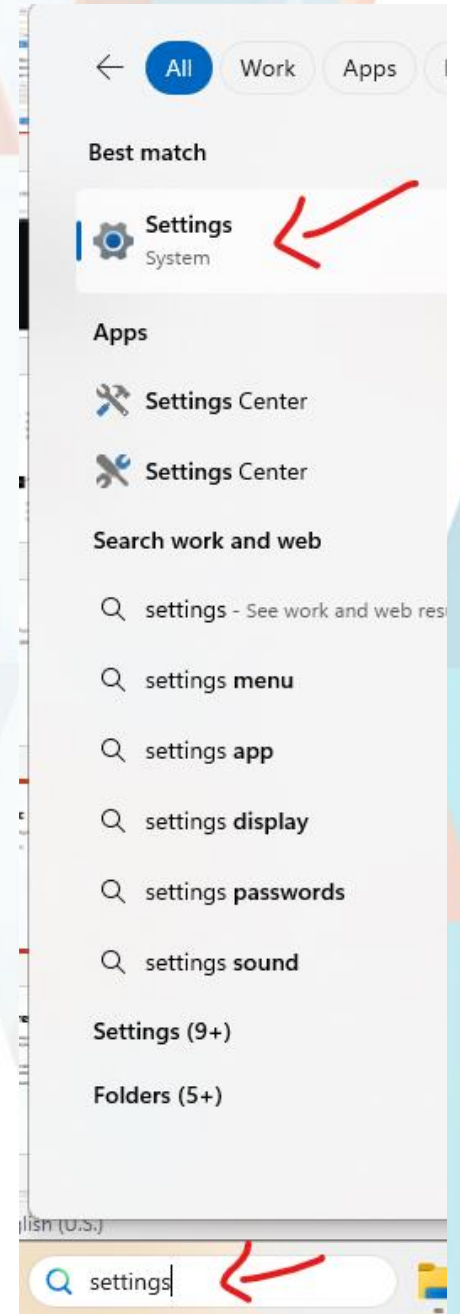 All Work Apps
Best match
Settings
System
Apps
Settings Center
Settings Center
Search work and web
settings - See work and web res
settings menu
settings app
settings display
settings passwords
settings sound
Settings (9+)
Folders (5+)
glish (U.S.)
settings